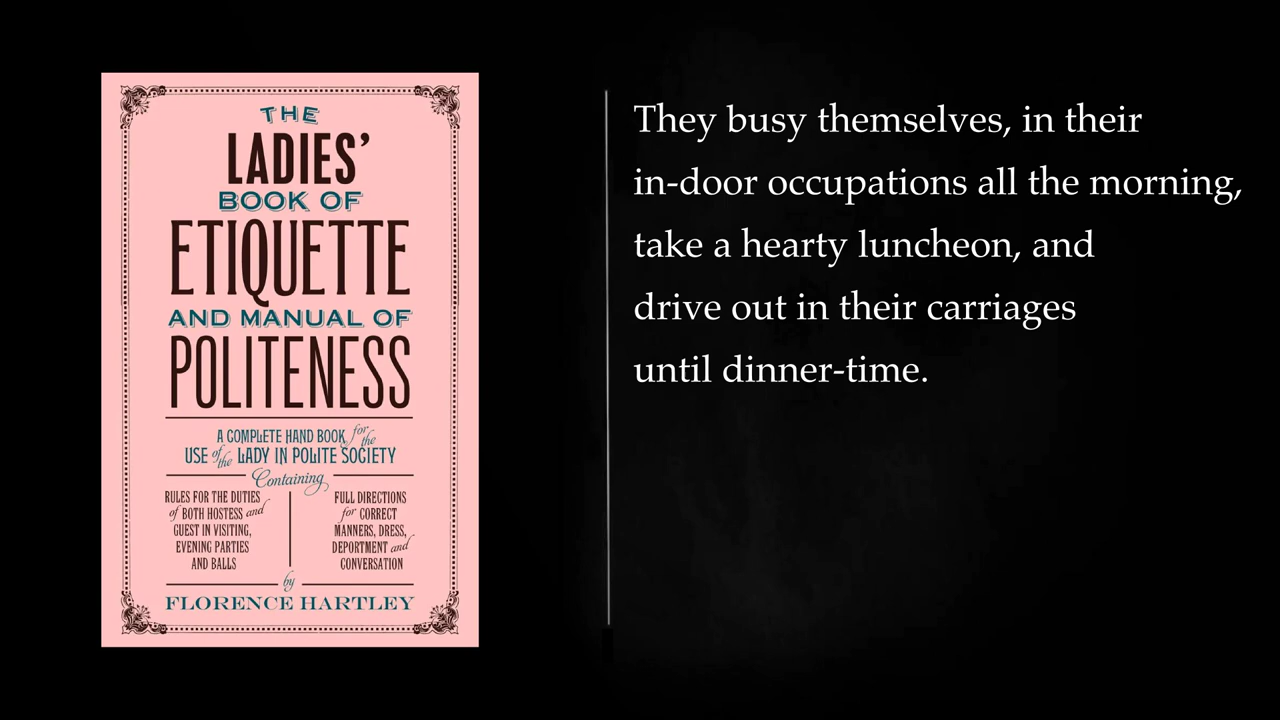 THE
LADIES'
BOOK OF
ETIQUETTE
AND MANUAL OF
POLITENESS
A COMPLETE HAND BOOK for the
USE of the LADY IN POLITE SOCIETY
Containing
RULES FOR THE DUTIES
of BOTH HOSTESS and
GUEST IN VISITING,
EVENING PARTIES
AND BALLS
FULL DIRECTIONS
for CORRECT
MANNERS, DRESS,
DEPORTMENT and
CONVERSATION
by
FLORENCE HARTLEY
They busy themselves, in their
in-door occupations all the morning,
take a hearty luncheon, and
drive out in their carriages
until dinner-time.